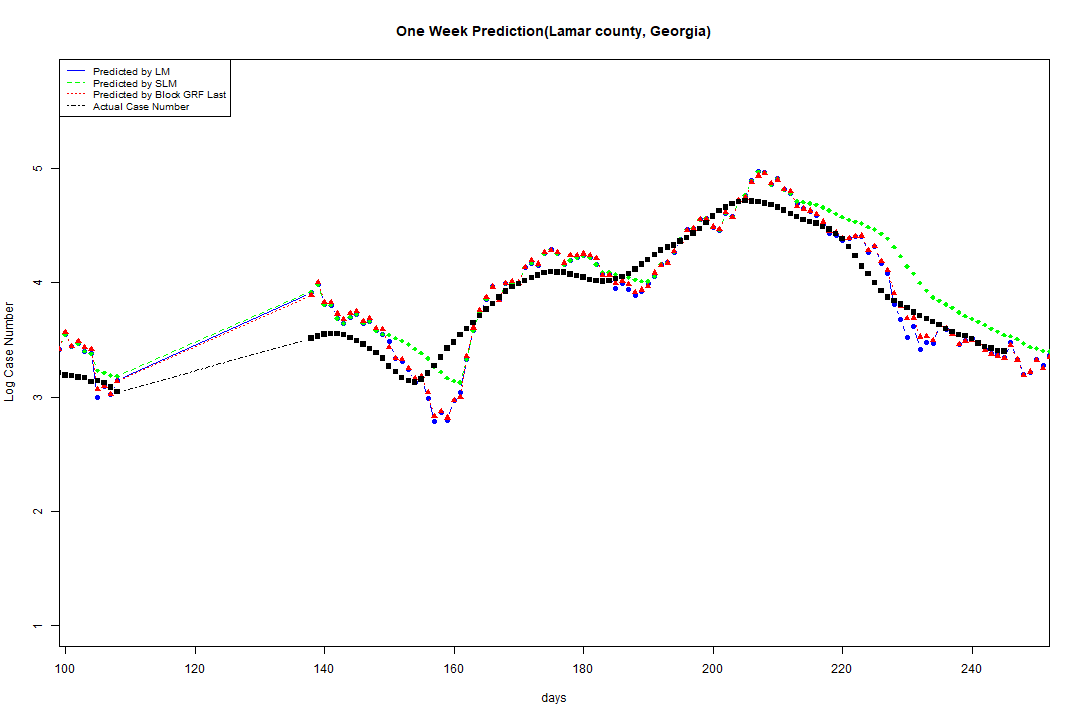 One Week Prediction(Lamar county, Georgia)
Predicted by LM
Predicted by SLM
Predicted by Block GRF Last
Actual Case Number
Log Case Number
5
4
3
2
1
100 120 140 160 180 200 220 240
days